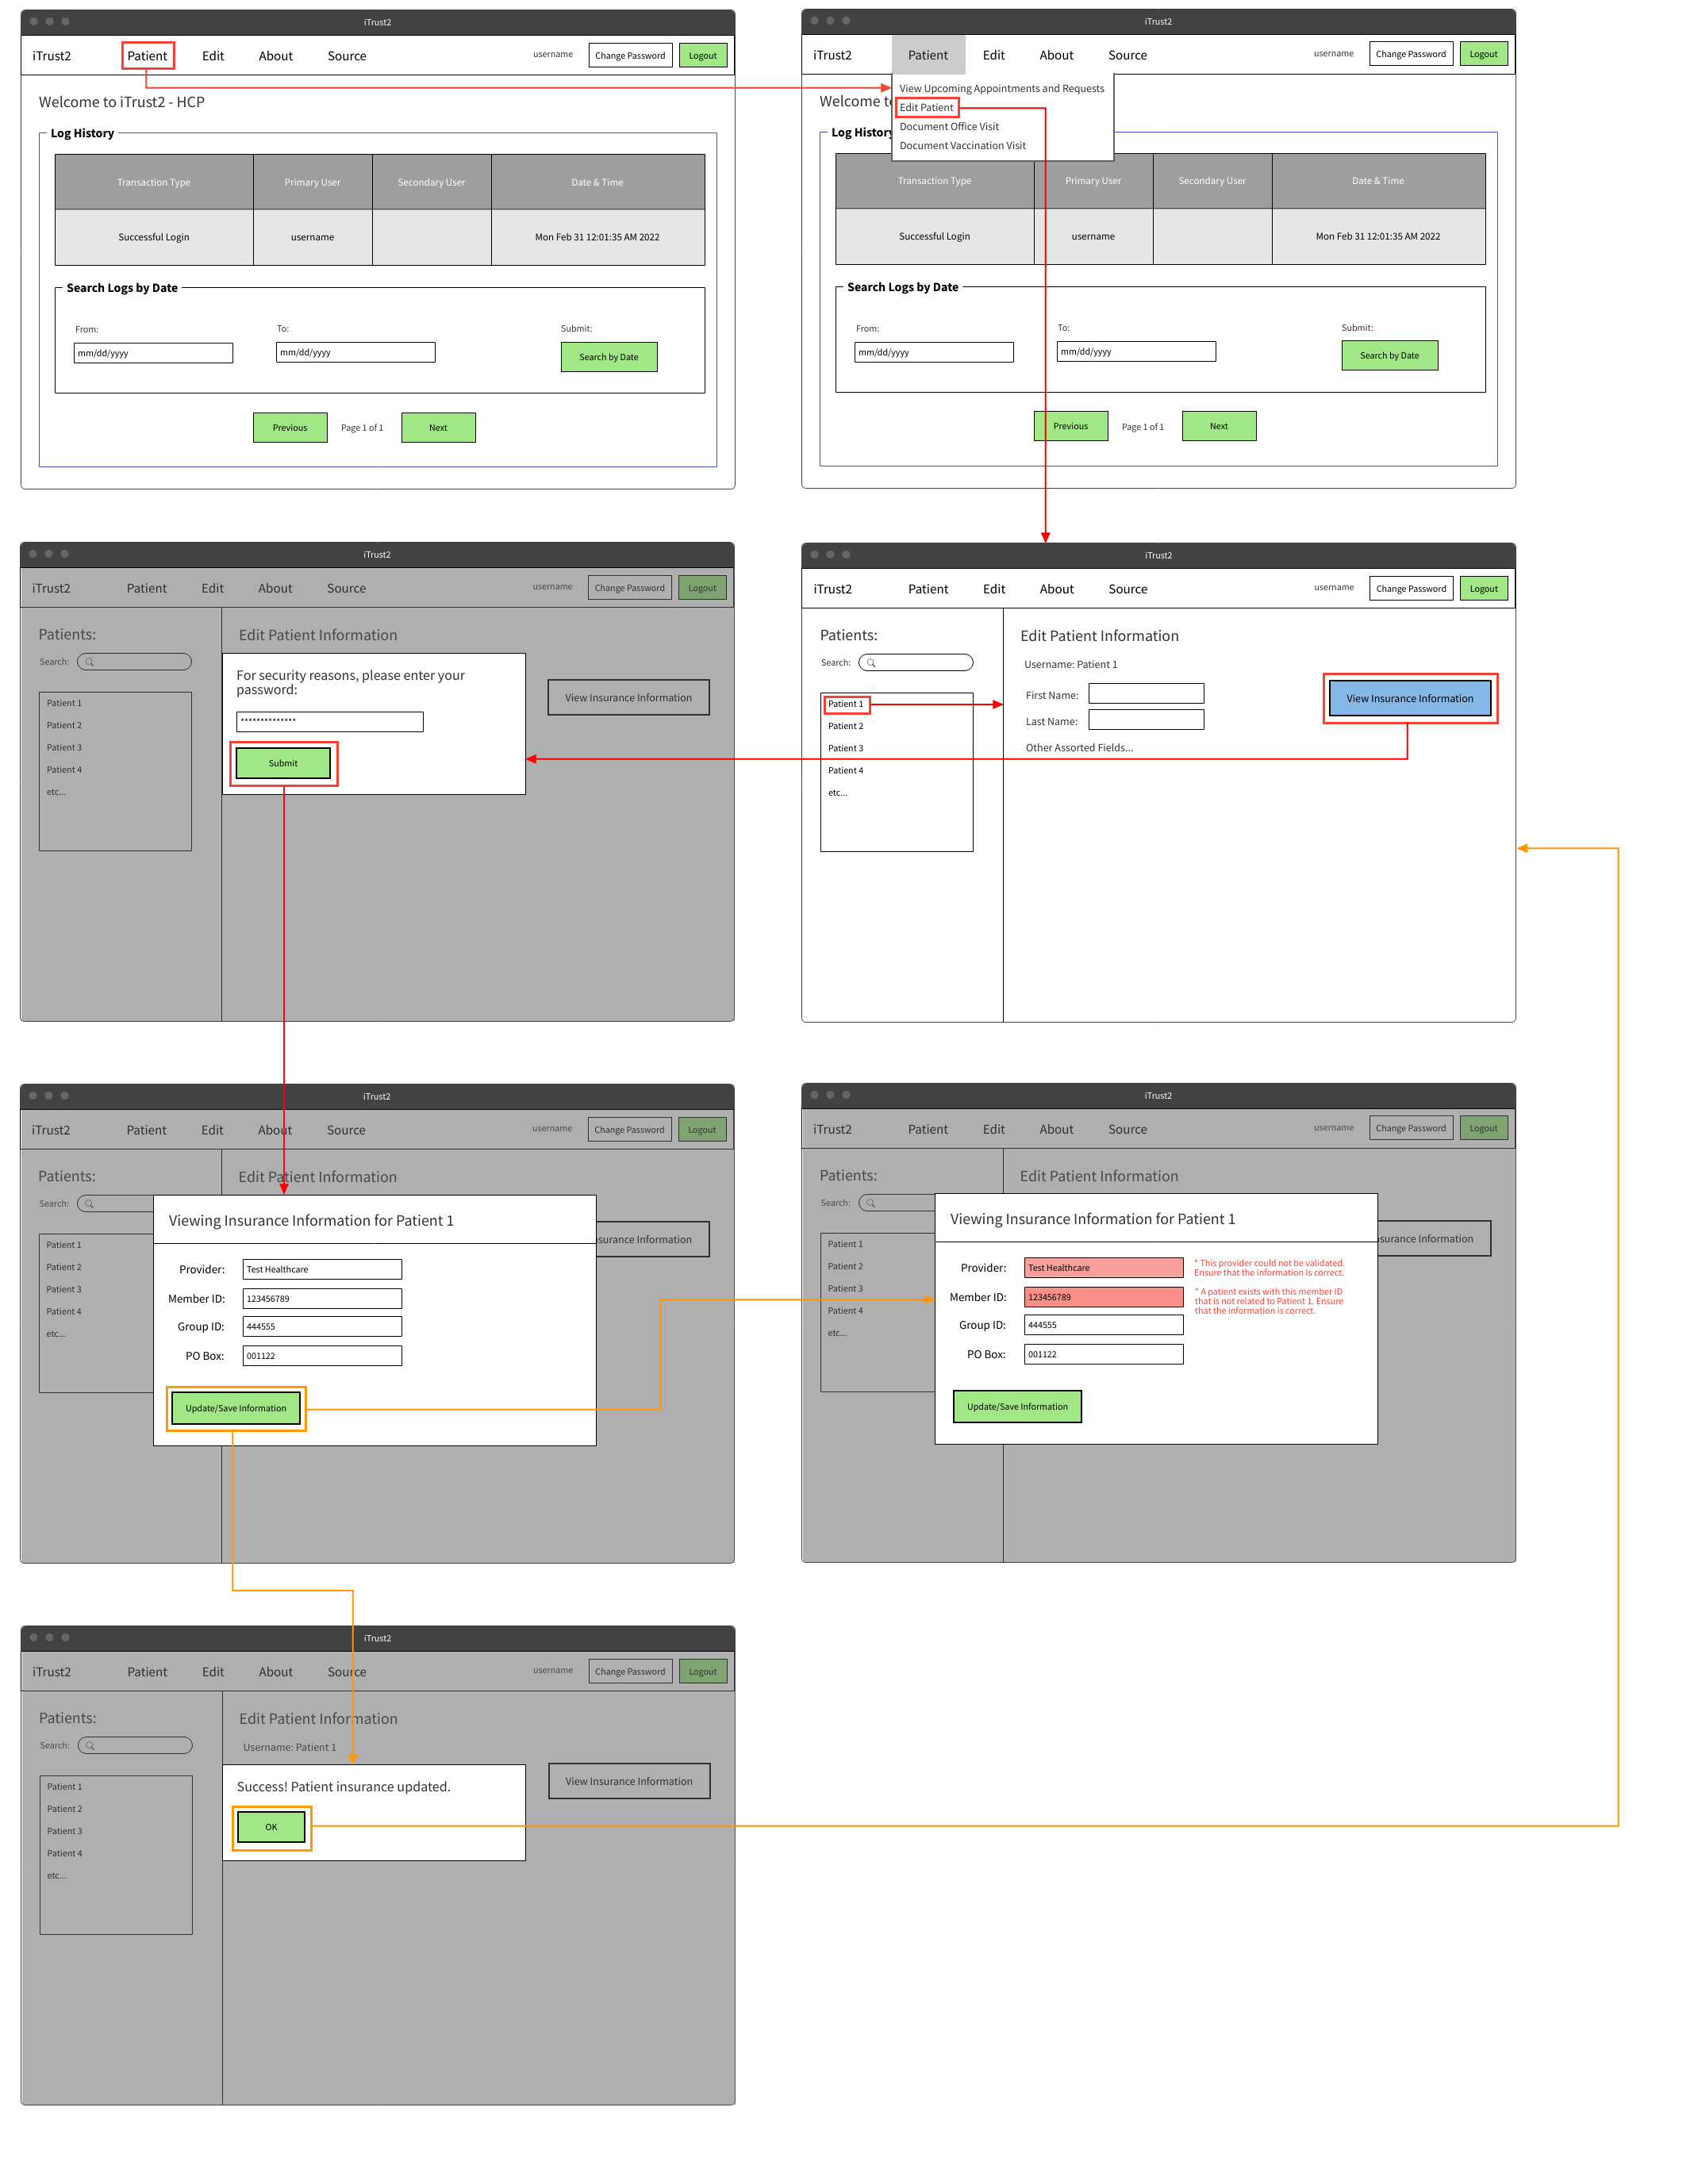 iTrust2
iTrust2 Patient Edit About Source username Change Password Logout
Welcome to iTrust2 - HCP
Log History
Transaction Type Primary User Secondary User Date & Time
Successful Login username Mon Feb 31 12:01:35 AM 2022
Search Logs by Date
From: To: Submit:
mm/dd/yyyy mm/dd/yyyy Search by Date
Previous Page 1 of 1 Next
iTrust2
iTrust2 Patient Edit About Source username Change Password Logout
View Upcoming Appointments and Requests
Welcome to
Edit Patient
Document Office Visit
Log History
Document Vaccination Visit
Transaction Type Primary User Secondary User Date & Time
Successful Login username Mon Feb 31 12:01:35 AM 2022
Search Logs by Date
From: To: Submit:
mm/dd/yyyy mm/dd/yyyy Search by Date
Previous Page 1 of 1 Next
iTrust2
iTrust2 Patient Edit About Source username Change Password Logout
Patients: Edit Patient Information
Search:
For security reasons, please enter your
password:
View Insurance Information
**************
Submit
Patient 1
Patient 2
Patient 3
Patient 4
etc...
iTrust2
iTrust2 Patient Edit About Source username Change Password Logout
Patients: Edit Patient Information
Search:
Username: Patient 1
First Name:
View Insurance Information
Last Name:
Other Assorted Fields...
Patient 1
Patient 2
Patient 3
Patient 4
etc...
iTrust2
iTrust2 Patient Edit About Source username Change Password Logout
Patients: Edit Patient Information
Search:
Viewing Insurance Information for Patient 1
surance Information
Provider: Test Healthcare
Member ID: 123456789
Group ID: 444555
PO Box: 001122
Update/Save Information
Patient 1
Patient 2
Patient 3
Patient 4
etc...
iTrust2
iTrust2 Patient Edit About Source username Change Password Logout
Patients: Edit Patient Information
Search:
Viewing Insurance Information for Patient 1
surance Information
Provider: Test Healthcare
* This provider could not be validated.
Ensure that the information is correct.
Member ID: 123456789
* A patient exists with this member ID
that is not related to Patient 1. Ensure
that the information is correct.
Group ID: 444555
PO Box: 001122
Update/Save Information
Patient 1
Patient 2
Patient 3
Patient 4
etc...
iTrust2
iTrust2 Patient Edit About Source username Change Password Logout
Patients: Edit Patient Information
Search:
Username: Patient 1
Success! Patient insurance updated.
View Insurance Information
OK
Patient 1
Patient 2
Patient 3
Patient 4
etc...